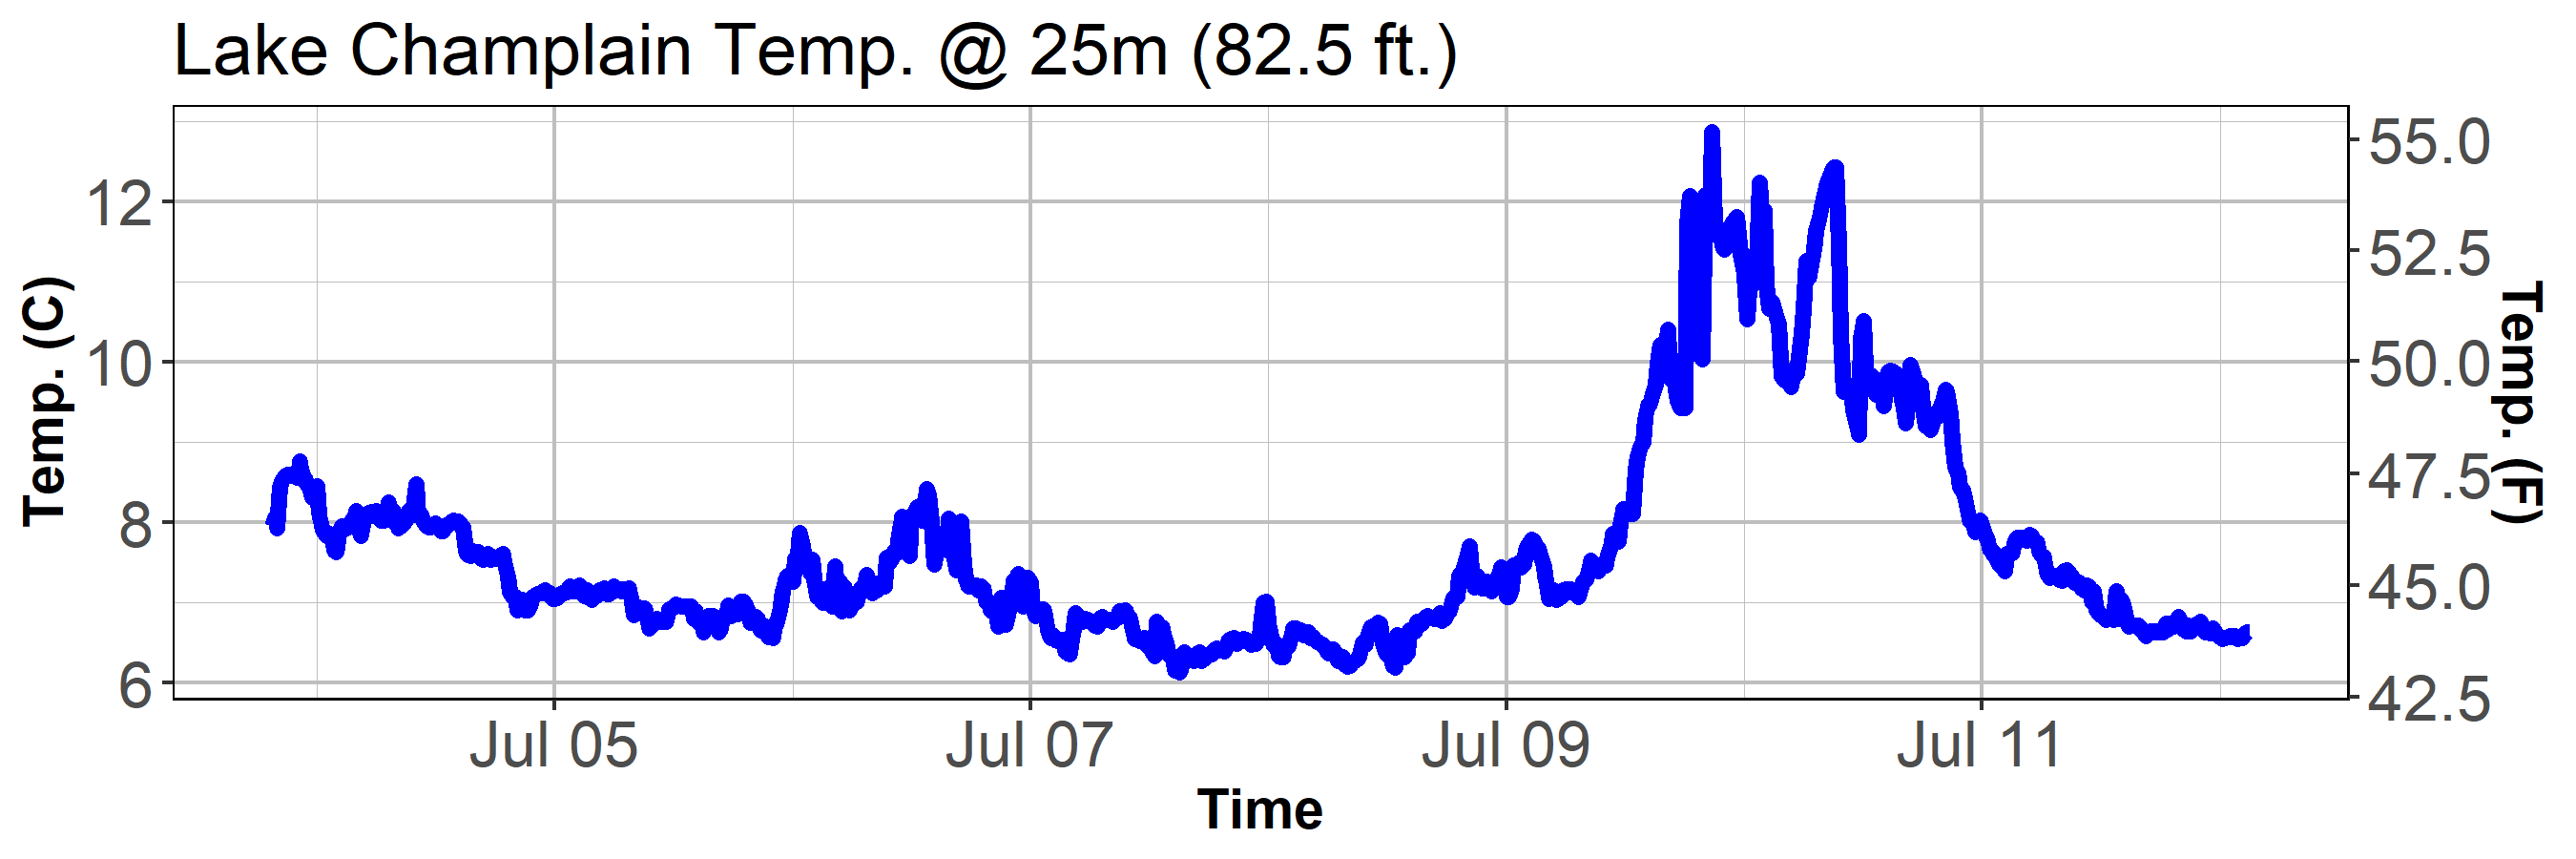 Lake Champlain Temp. @ 25m (82.5 ft.)
Temp. (C)
12
10
8
6
55.0
52.5
50.0
47.5
45.0
42.5
Temp. (F)
Jul 05 Jul 07 Jul 09 Jul 11
Time